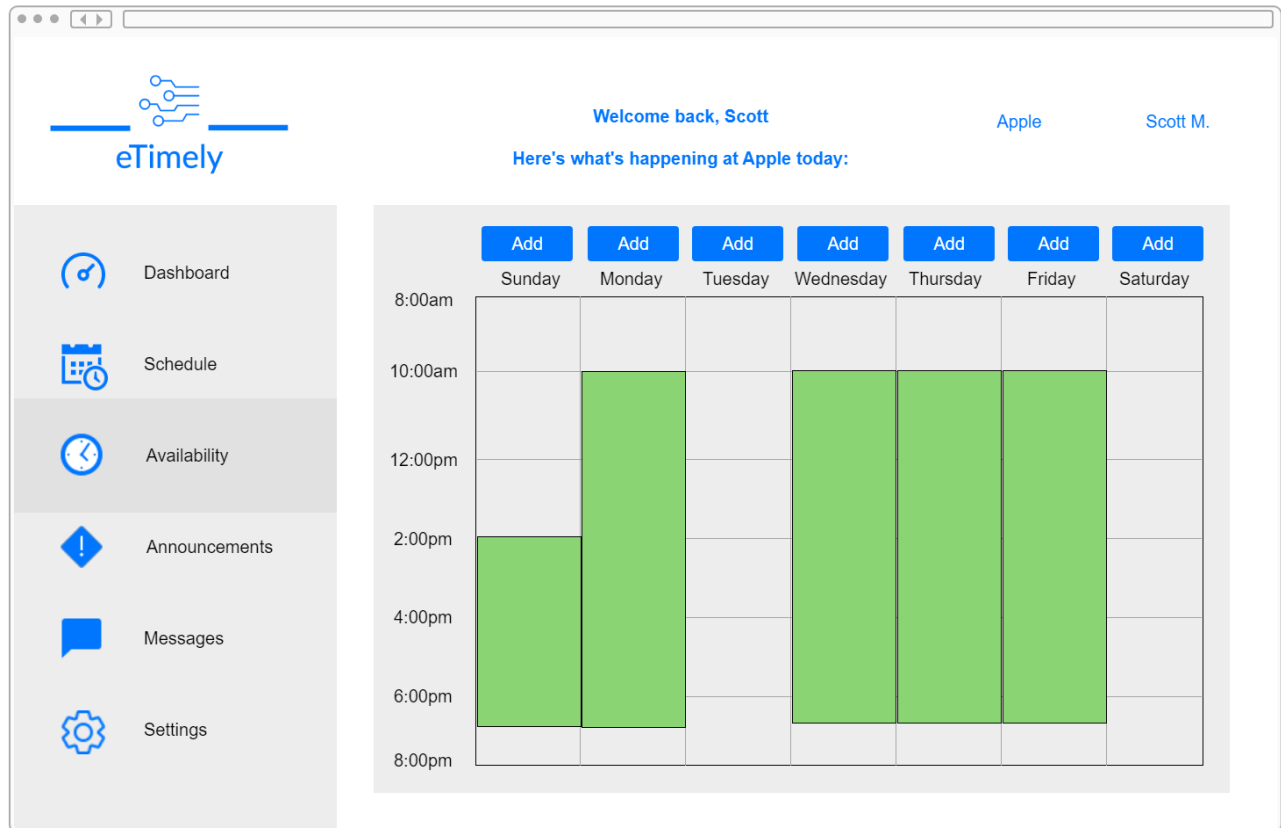 eTimely
Welcome back, Scott
Here's what's happening at Apple today:
Apple
Scott M.
Dashboard
Schedule
Availability
Announcements
Messages
Settings
Add Add Add Add Add Add Add
Sunday Monday Tuesday Wednesday Thursday Friday Saturday
8:00am
10:00am
12:00pm
2:00pm
4:00pm
6:00pm
8:00pm